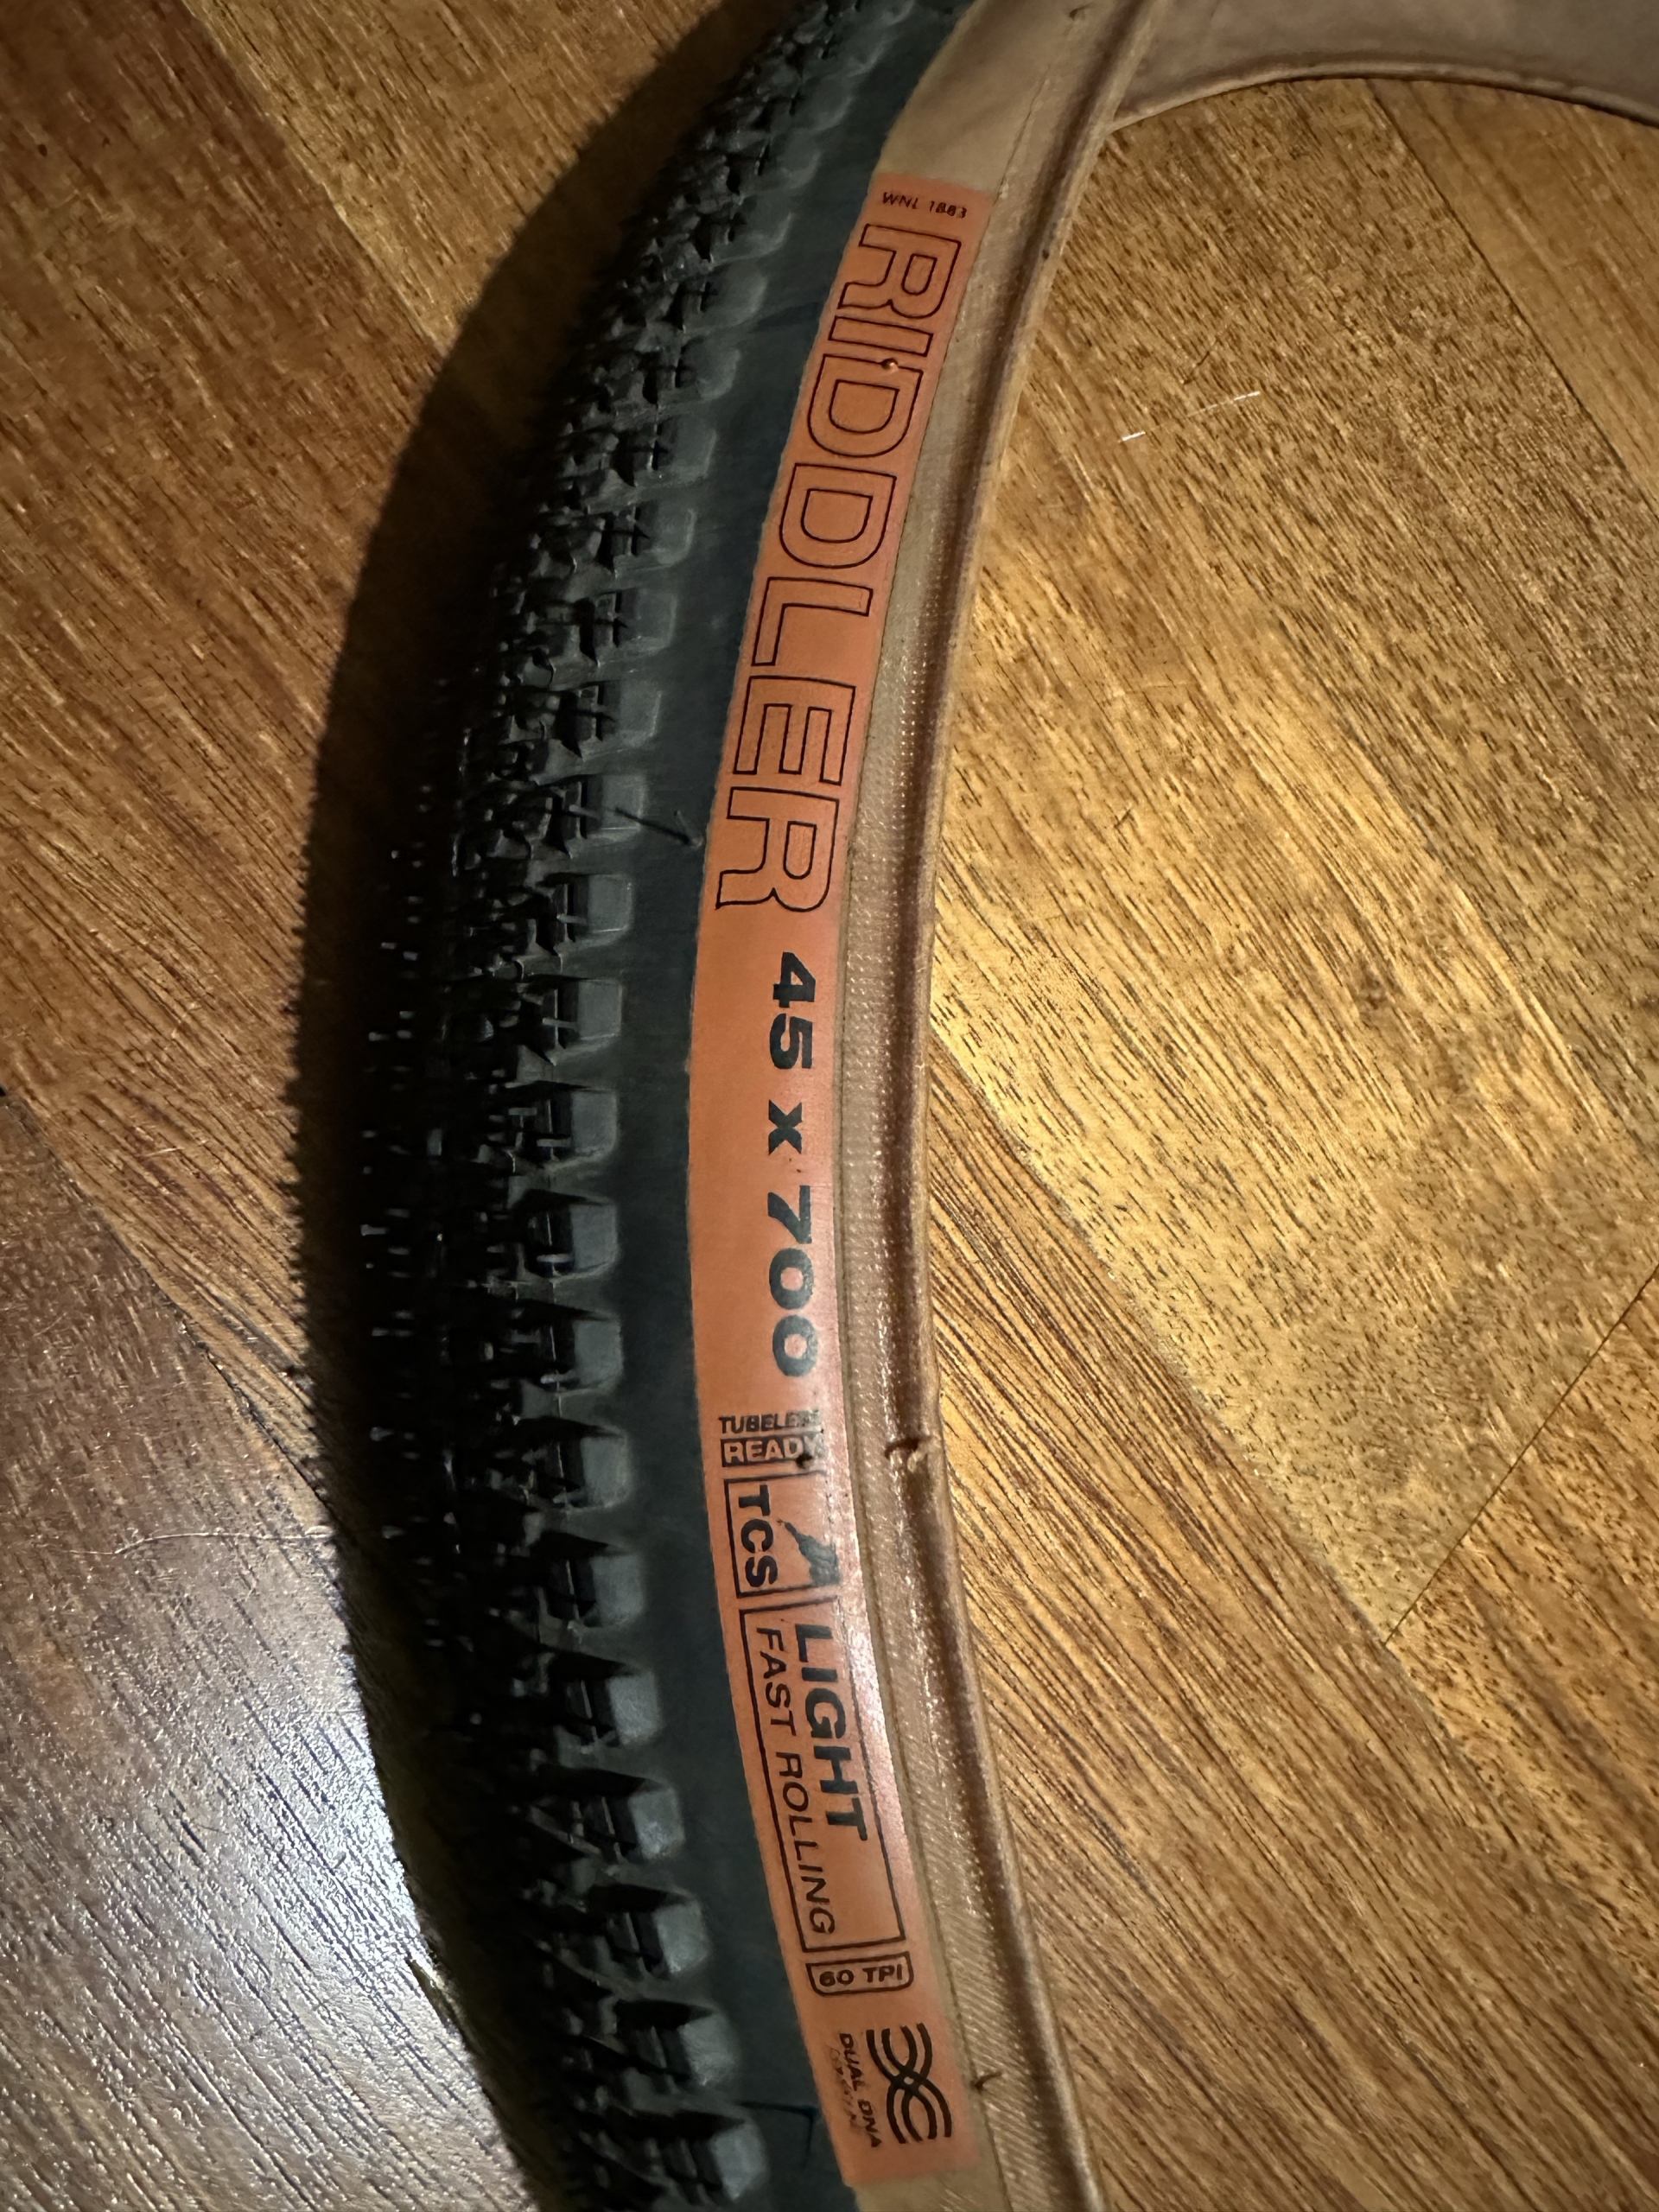 WNL 1883
RIDDLER 45 x 700
TUBELESS
READY
TCS
LIGHT
FAST ROLLING
60 TPI
DUAL DNA